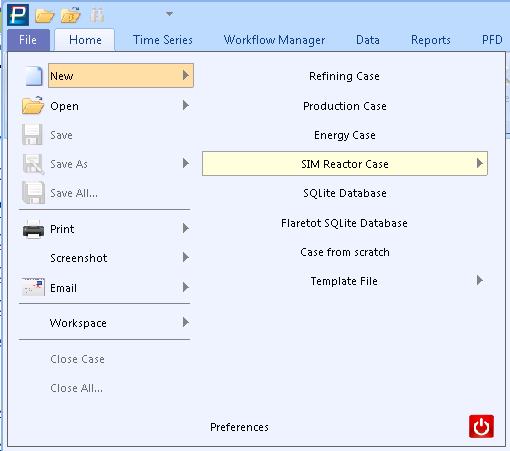 File Home Time Series Workflow Manager Data Reports PFD
New
Open
Save
Save As
Save All...
Print
Screenshot
Email
Workspace
Close Case
Close All...
Refining Case
Production Case
Energy Case
SIM Reactor Case
SQLite Database
Flaretot SQLite Database
Case from scratch
Template File
Preferences